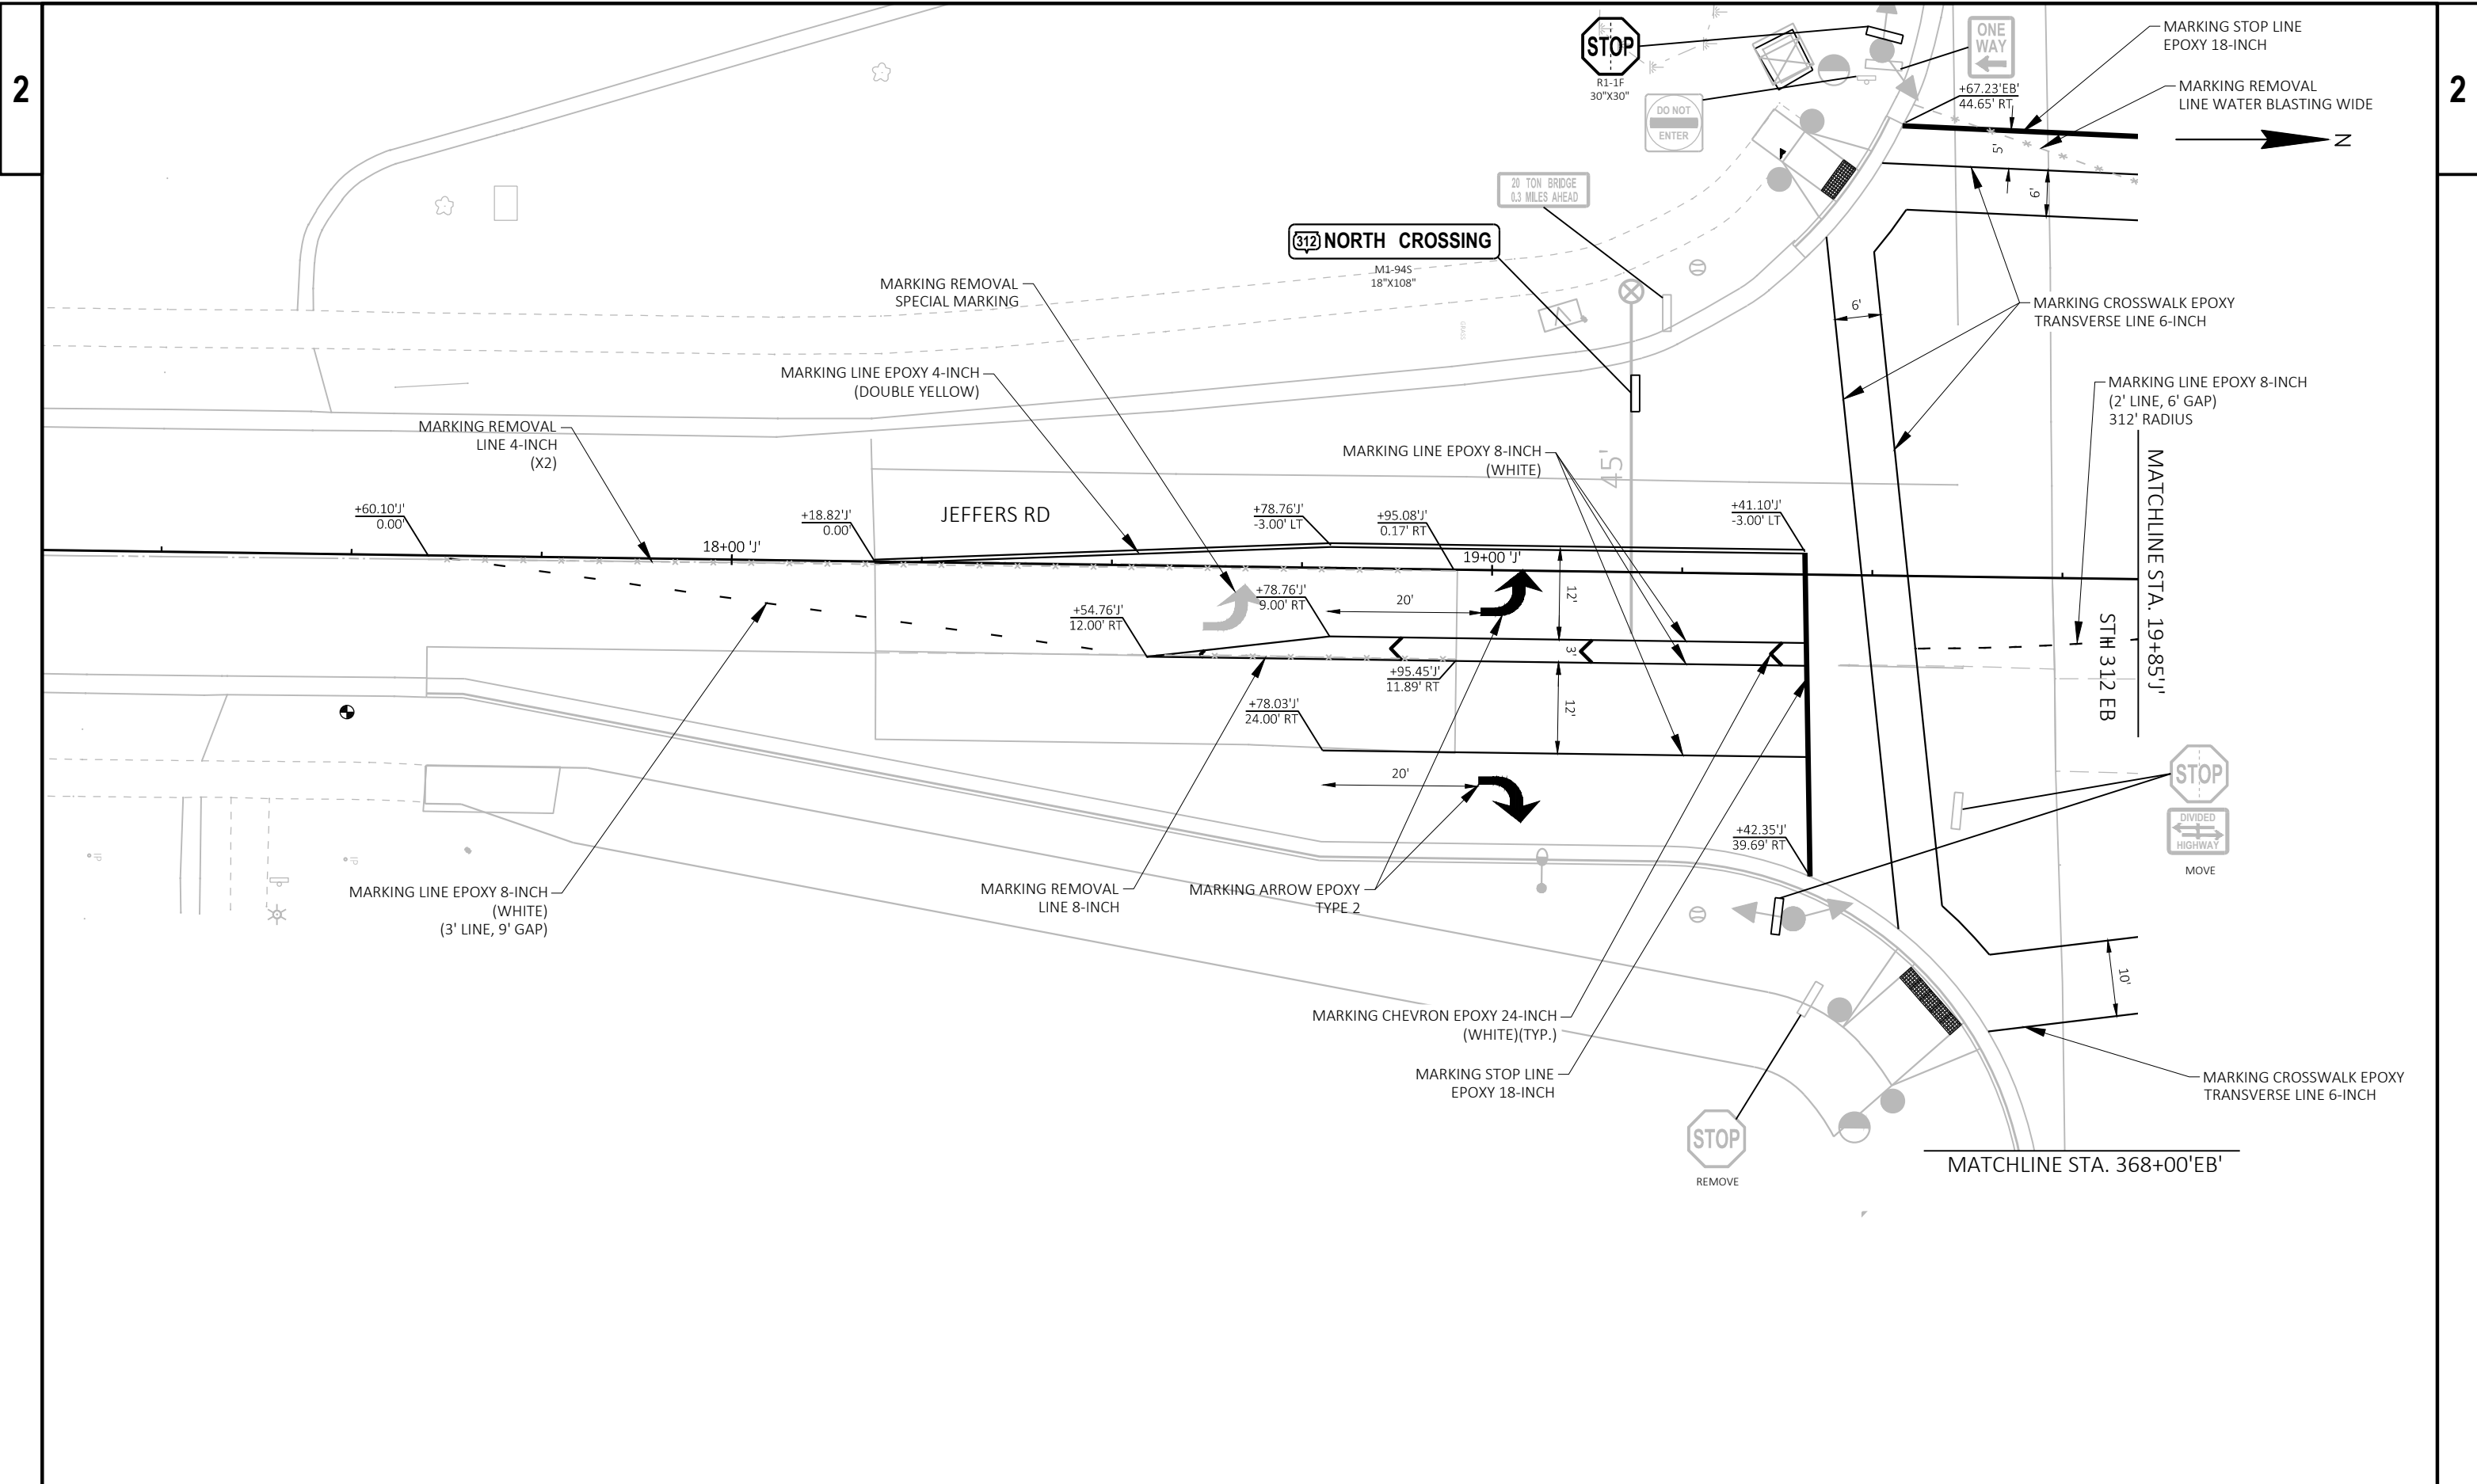 2
2
STOP
R1-1F
30"X30"
ONE
WAY
MARKING STOP LINE
EPOXY 18-INCH
+67.23'EB'
44.65' RT
MARKING REMOVAL
LINE WATER BLASTING WIDE
DO NOT
ENTER
N
5'
6'
20 TON BRIDGE
0.3 MILES AHEAD
312 NORTH CROSSING
M1-94S
18"X108"
MARKING REMOVAL
SPECIAL MARKING
MARKING CROSSWALK EPOXY
TRANSVERSE LINE 6-INCH
6'
MARKING LINE EPOXY 4-INCH
(DOUBLE YELLOW)
MARKING LINE EPOXY 8-INCH
(2' LINE, 6' GAP)
312' RADIUS
MARKING REMOVAL
LINE 4-INCH
(X2)
MARKING LINE EPOXY 8-INCH
(WHITE)
45'
MATCHLINE STA. 19+85'J'
+60.10'J'
0.00'
+18.82'J'
0.00'
JEFFERS RD
+78.76'J'
-3.00' LT
+95.08'J'
0.17' RT
+41.10'J'
-3.00' LT
18+00 'J'
19+00 'J'
+54.76'J'
12.00' RT
+78.76'J'
9.00' RT
20'
12'
3'
STH 312 EB
+95.45'J'
11.89' RT
+78.03'J'
24.00' RT
12'
20'
STOP
DIVIDED
HIGHWAY
MOVE
+42.35'J'
39.69' RT
MARKING LINE EPOXY 8-INCH
(WHITE)
(3' LINE, 9' GAP)
MARKING REMOVAL
LINE 8-INCH
MARKING ARROW EPOXY
TYPE 2
10'
MARKING CHEVRON EPOXY 24-INCH
(WHITE)(TYP.)
MARKING STOP LINE
EPOXY 18-INCH
MARKING CROSSWALK EPOXY
TRANSVERSE LINE 6-INCH
STOP
REMOVE
MATCHLINE STA. 368+00'EB'